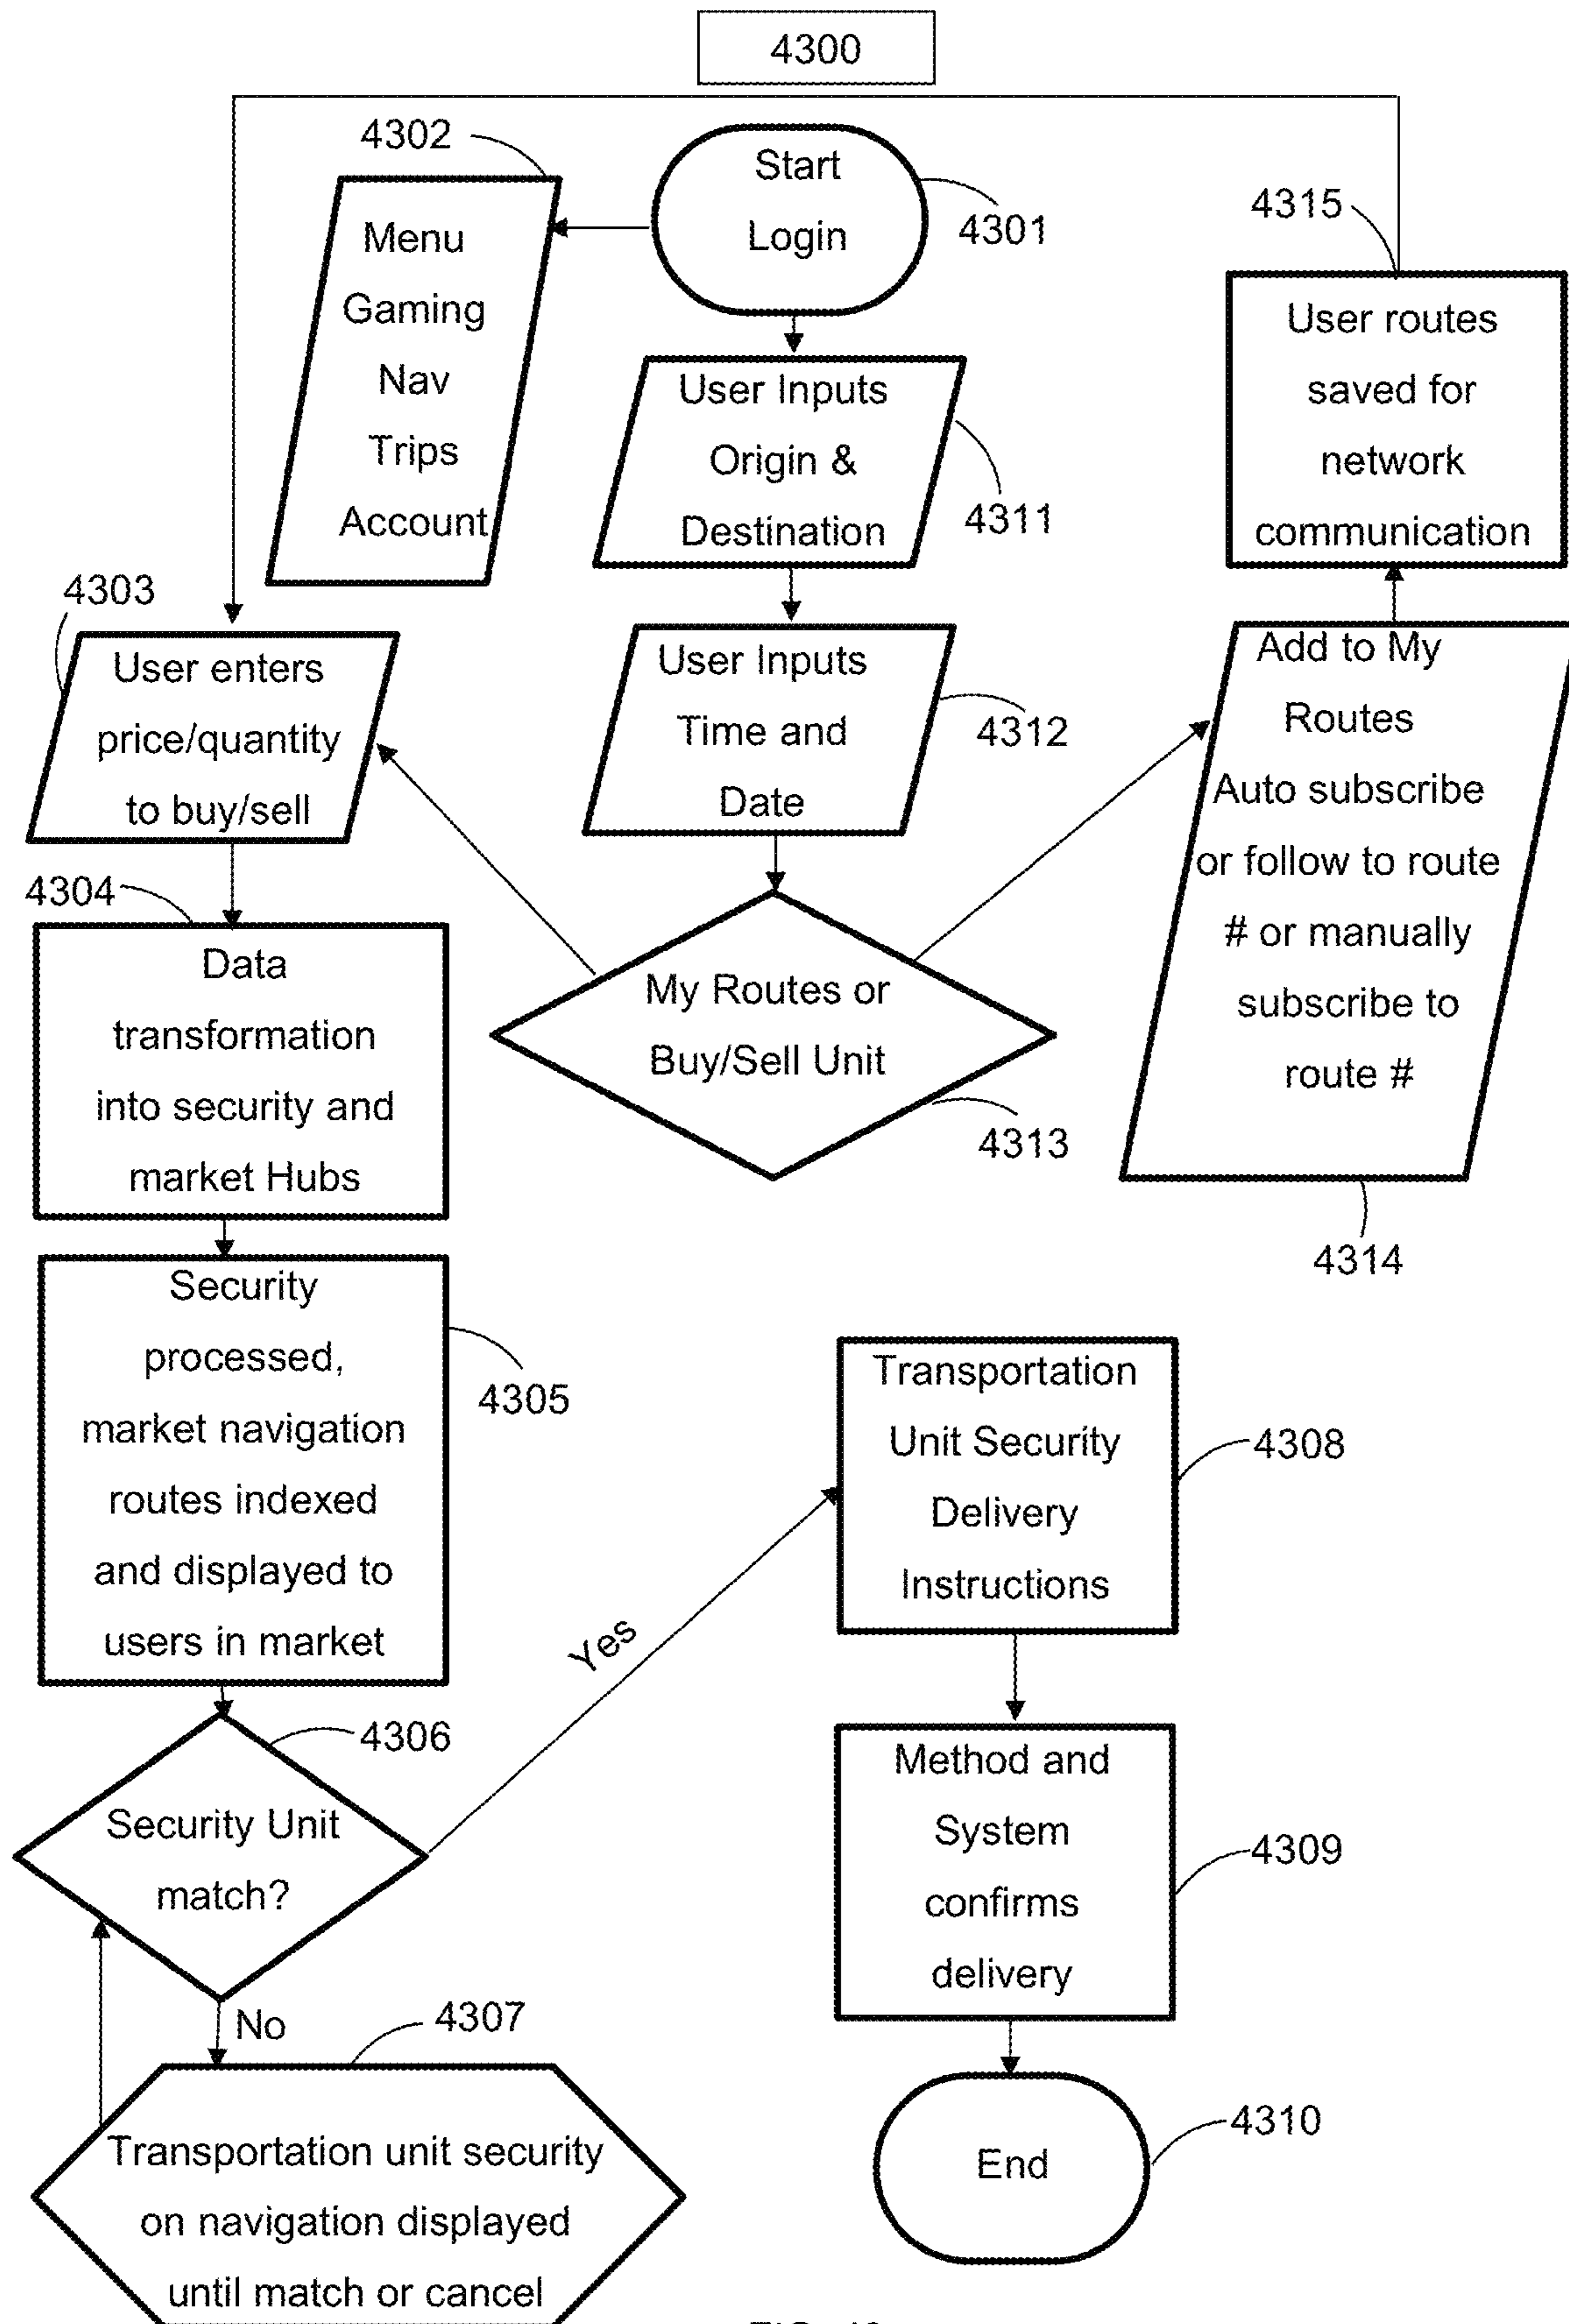 4300
4302
Start
Login
4301
Menu
Gaming
Nav
Trips
Account
User Inputs
Origin &
Destination
4311
4315
User routes
saved for
network
communication
4303
User enters
price/quantity
to buy/sell
User Inputs
Time and
Date
4312
Add to My
Routes
Auto subscribe
or follow to route
# or manually
subscribe to
route #
4314
4304
Data
transformation
into security and
market Hubs
My Routes or
Buy/Sell Unit
4313
Security
processed,
market navigation
routes indexed
and displayed to
users in market
4305
Transportation
Unit Security
Delivery
Instructions
4308
Yes
4306
Security Unit
match?
Method and
System
confirms
delivery
4309
No
4307
Transportation unit security
on navigation displayed
until match or cancel
End
4310